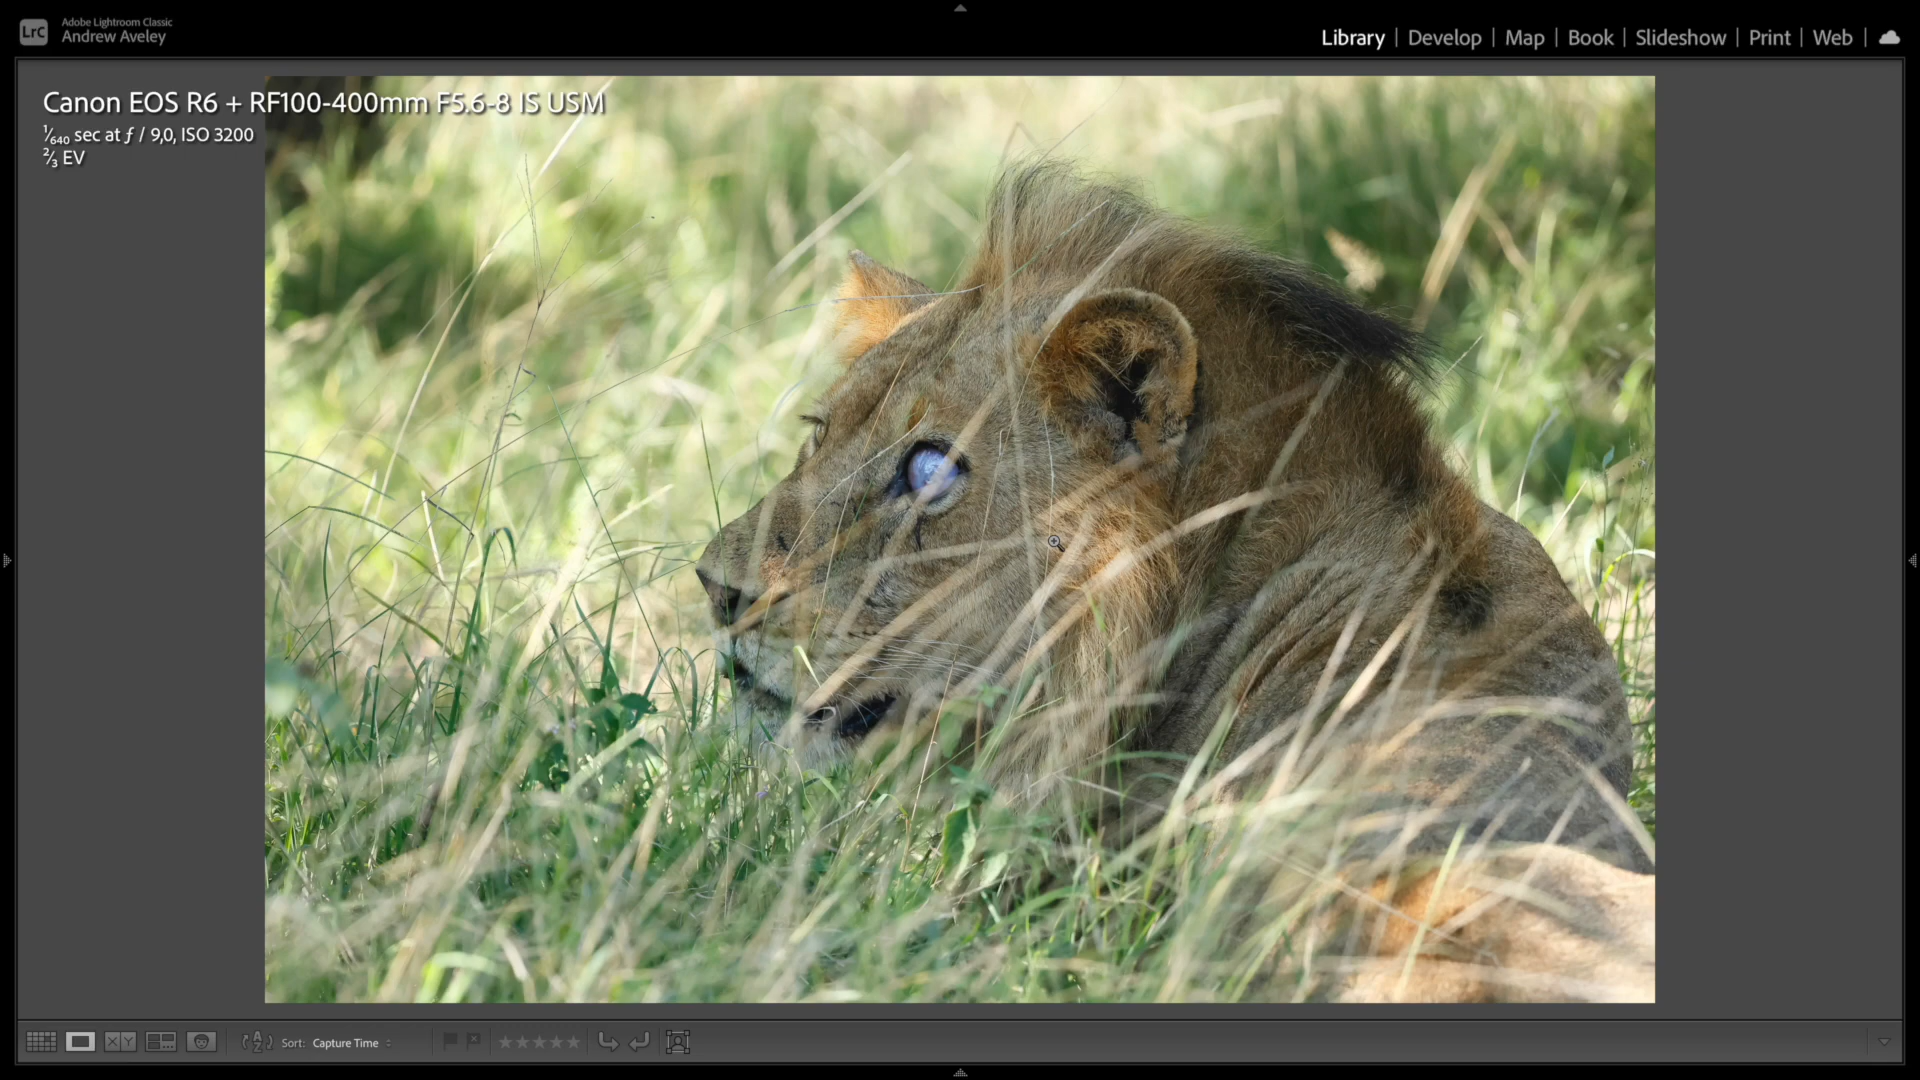 LrC
Adobe Lightroom Classic
Andrew Aveley
Library | Develop | Map | Book | Slideshow | Print | Web |
Canon EOS R6 + RF100-400mm F5.6-8 IS USM
1/640 sec at ƒ / 9,0, ISO 3200
2/3 EV
X Y
A Z
Sort: Capture Time